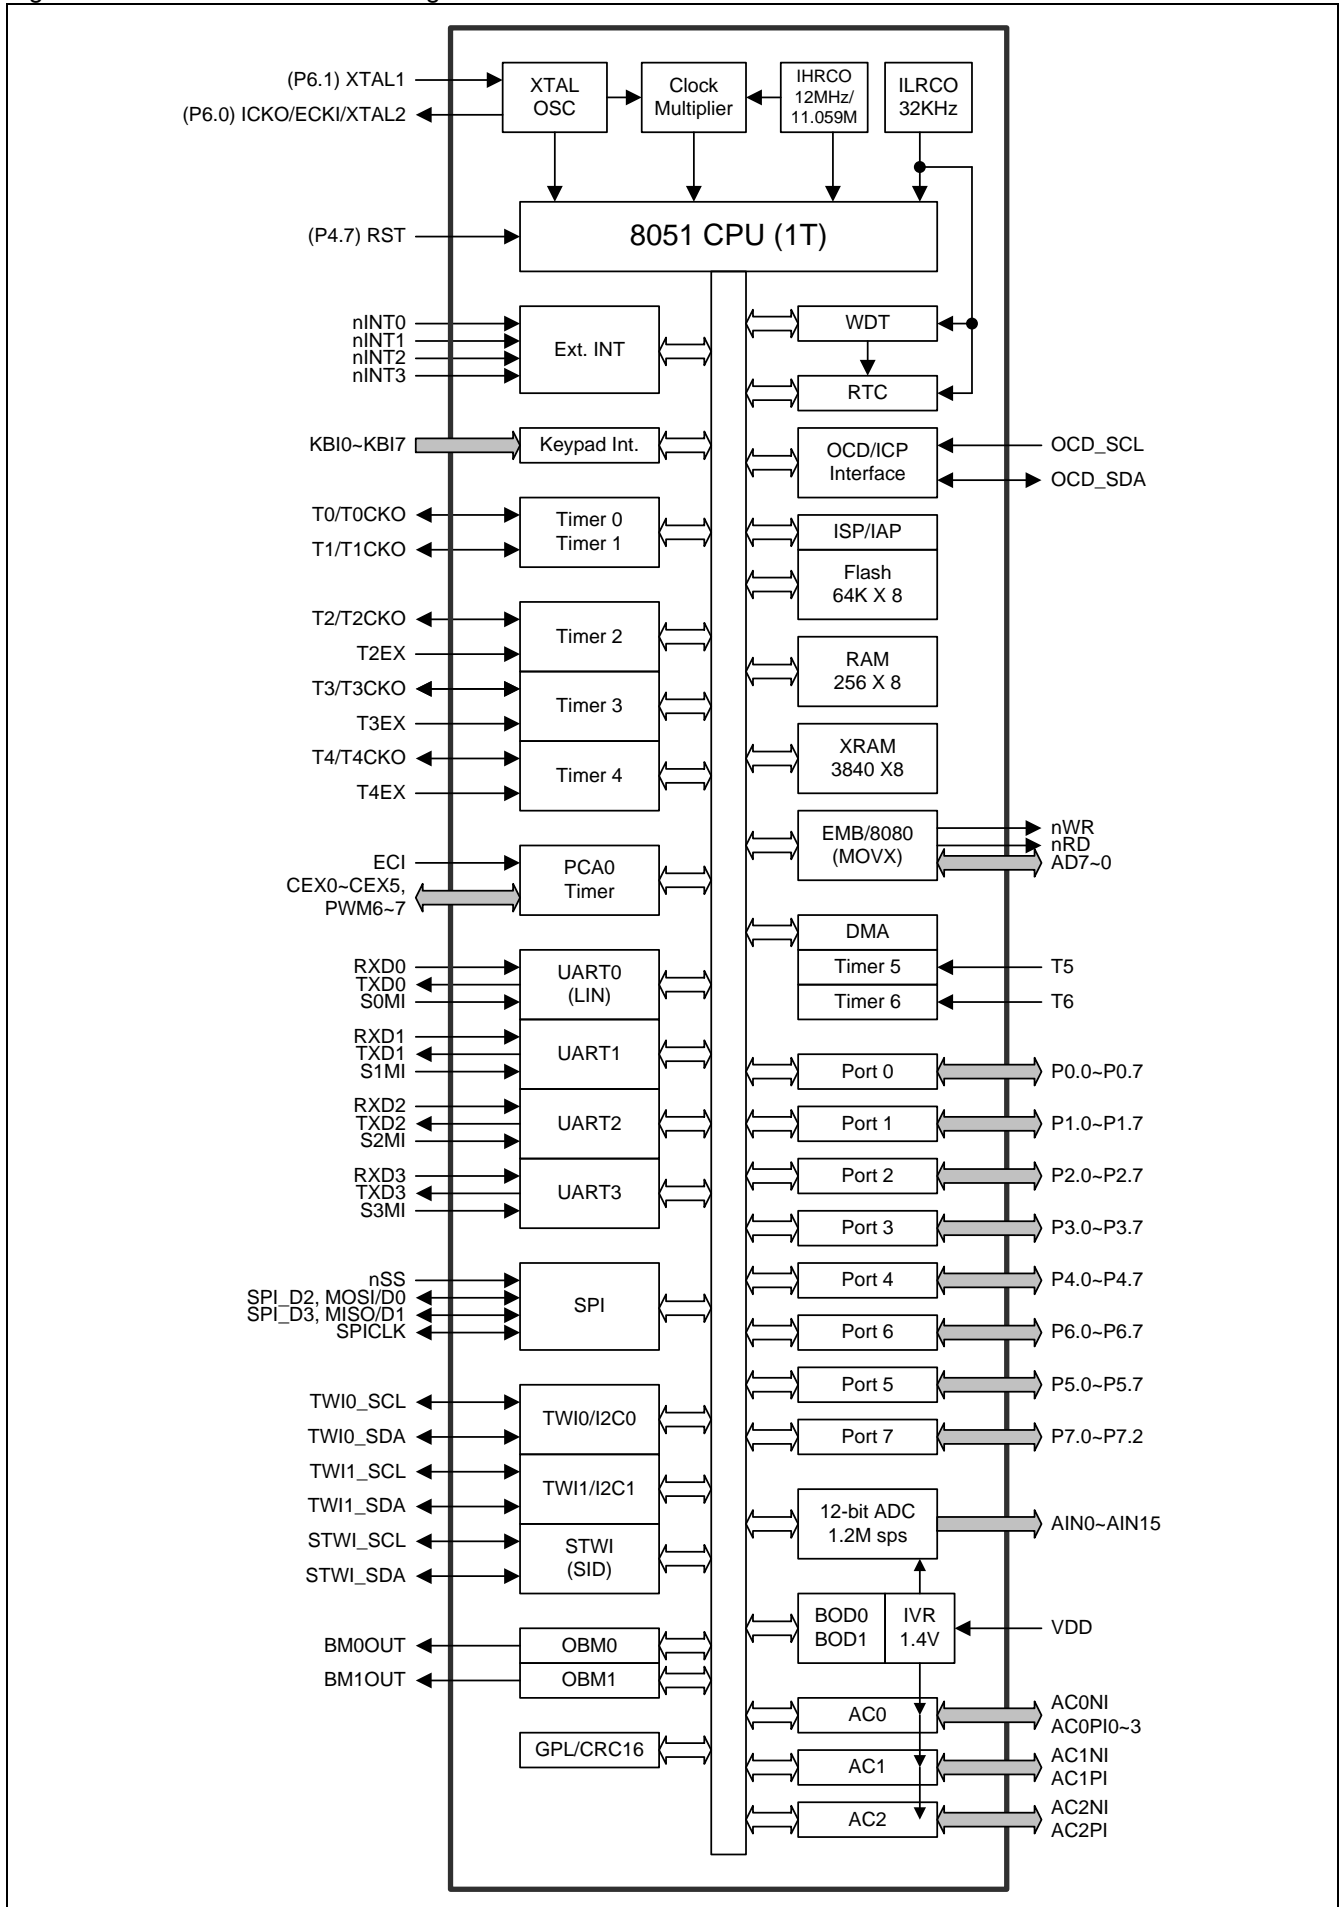 (P6.1) XTAL1
(P6.0) ICKO/ECKI/XTAL2
XTAL
OSC
Clock
Multiplier
IHRCO
12MHz/
11.059M
ILRCO
32KHz
(P4.7) RST
8051 CPU (1T)
nINT0
nINT1
nINT2
nINT3
Ext. INT
WDT
RTC
KBI0~KBI7
Keypad Int.
OCD/ICP
Interface
OCD_SCL
OCD_SDA
T0/T0CKO
T1/T1CKO
Timer 0
Timer 1
ISP/IAP
Flash
64K X 8
T2/T2CKO
T2EX
Timer 2
RAM
256 X 8
T3/T3CKO
T3EX
Timer 3
XRAM
3840 X8
T4/T4CKO
T4EX
Timer 4
EMB/8080
(MOVX)
nWR
nRD
AD7~0
ECI
CEX0~CEX5,
PWM6~7
PCA0
Timer
DMA
Timer 5
T5
Timer 6
T6
RXD0
TXD0
S0MI
UART0
(LIN)
RXD1
TXD1
S1MI
UART1
RXD2
TXD2
S2MI
UART2
RXD3
TXD3
S3MI
UART3
Port 0
P0.0~P0.7
Port 1
P1.0~P1.7
Port 2
P2.0~P2.7
Port 3
P3.0~P3.7
Port 4
P4.0~P4.7
Port 6
P6.0~P6.7
Port 5
P5.0~P5.7
Port 7
P7.0~P7.2
nSS
SPI_D2, MOSI/D0
SPI_D3, MISO/D1
SPICLK
SPI
TWI0_SCL
TWI0_SDA
TWI0/I2C0
TWI1_SCL
TWI1_SDA
TWI1/I2C1
STWI_SCL
STWI_SDA
STWI
(SID)
12-bit ADC
1.2M sps
AIN0~AIN15
BOD0
BOD1
IVR
1.4V
VDD
BM0OUT
OBM0
BM1OUT
OBM1
GPL/CRC16
AC0
AC0NI
AC0PI0~3
AC1
AC1NI
AC1PI
AC2
AC2NI
AC2PI